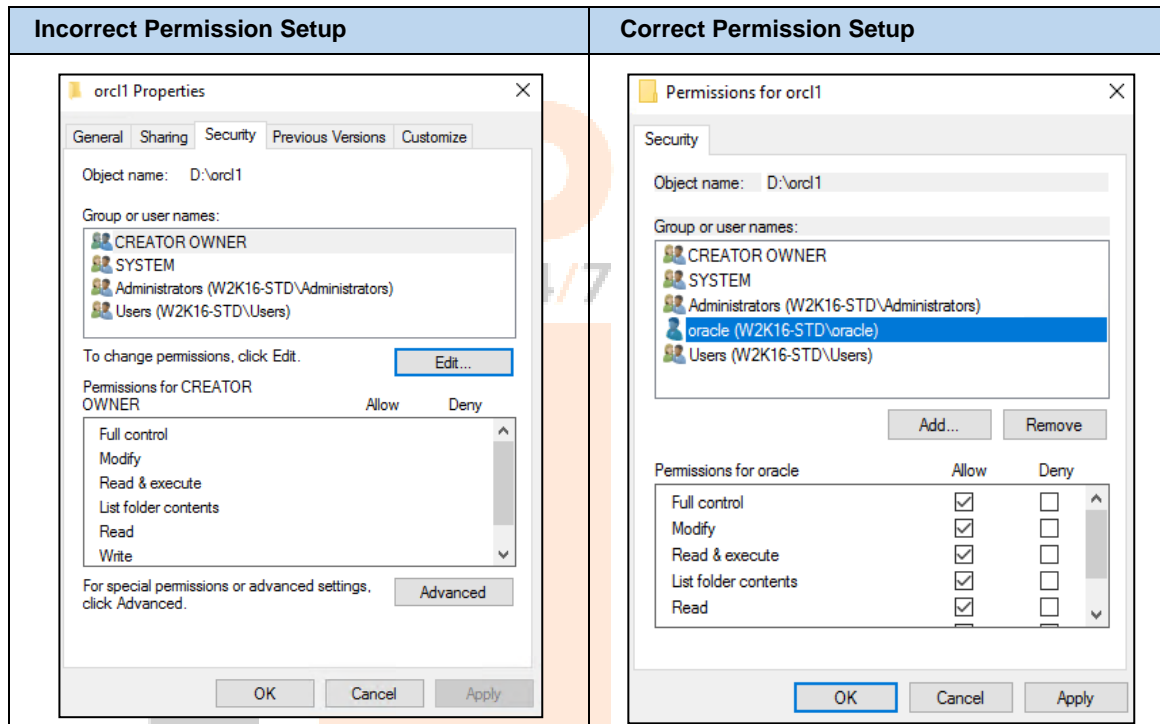 Incorrect Permission Setup
Correct Permission Setup
orcl1 Properties
General Sharing Security Previous Versions Customize
Object name: D:\orcl1
Group or user names:
CREATOR OWNER
SYSTEM
Administrators (W2K16-STD\Administrators)
Users (W2K16-STD\Users)
To change permissions, click Edit.
Edit...
Permissions for CREATOR
OWNER Allow Deny
Full control
Modify
Read & execute
List folder contents
Read
Write
For special permissions or advanced settings,
click Advanced.
Advanced
OK Cancel Apply
Permissions for orcl1
Security
Object name: D:\orcl1
Group or user names:
CREATOR OWNER
SYSTEM
Administrators (W2K16-STD\Administrators)
oracle (W2K16-STD\oracle)
Users (W2K16-STD\Users)
Add... Remove
Permissions for oracle Allow Deny
Full control
Modify
Read & execute
List folder contents
Read
OK Cancel Apply